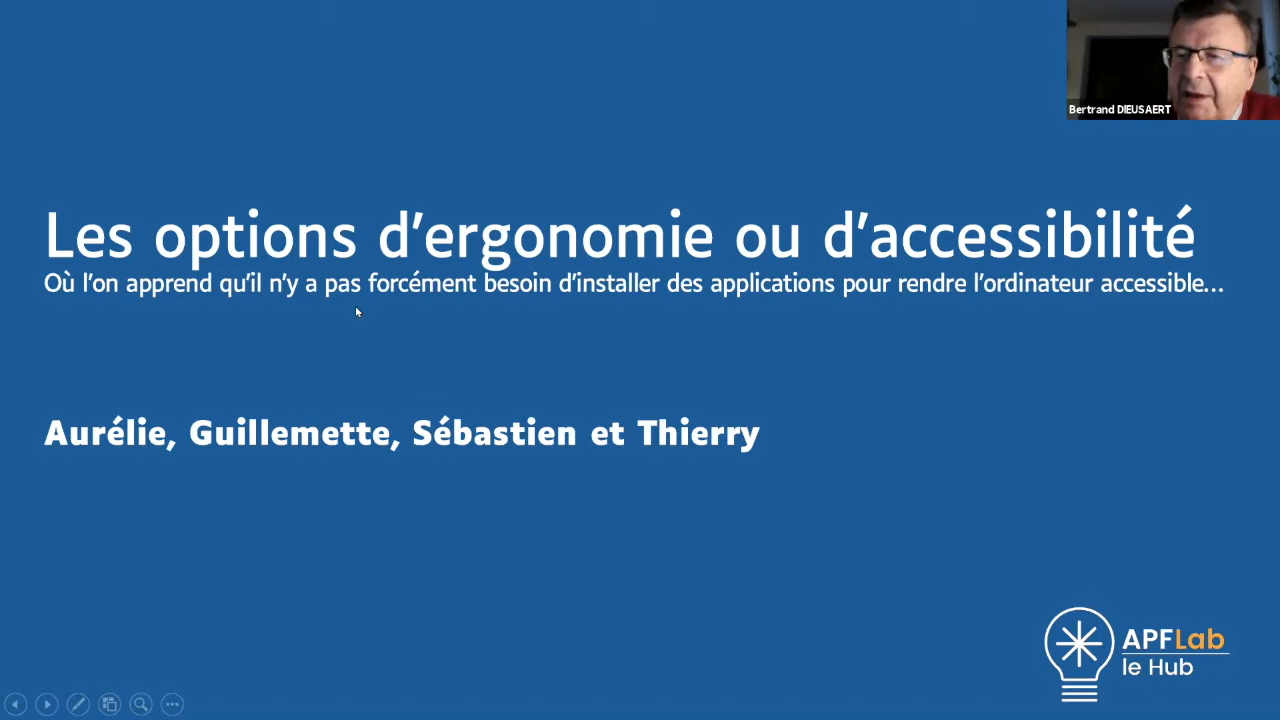 Bertrand DIEUSAERT
Les options d’ergonomie ou d’accessibilité
Où l’on apprend qu’il n’y a pas forcément besoin d’installer des applications pour rendre l’ordinateur accessible…
Aurélie, Guillemette, Sébastien et Thierry
APFLab
le Hub